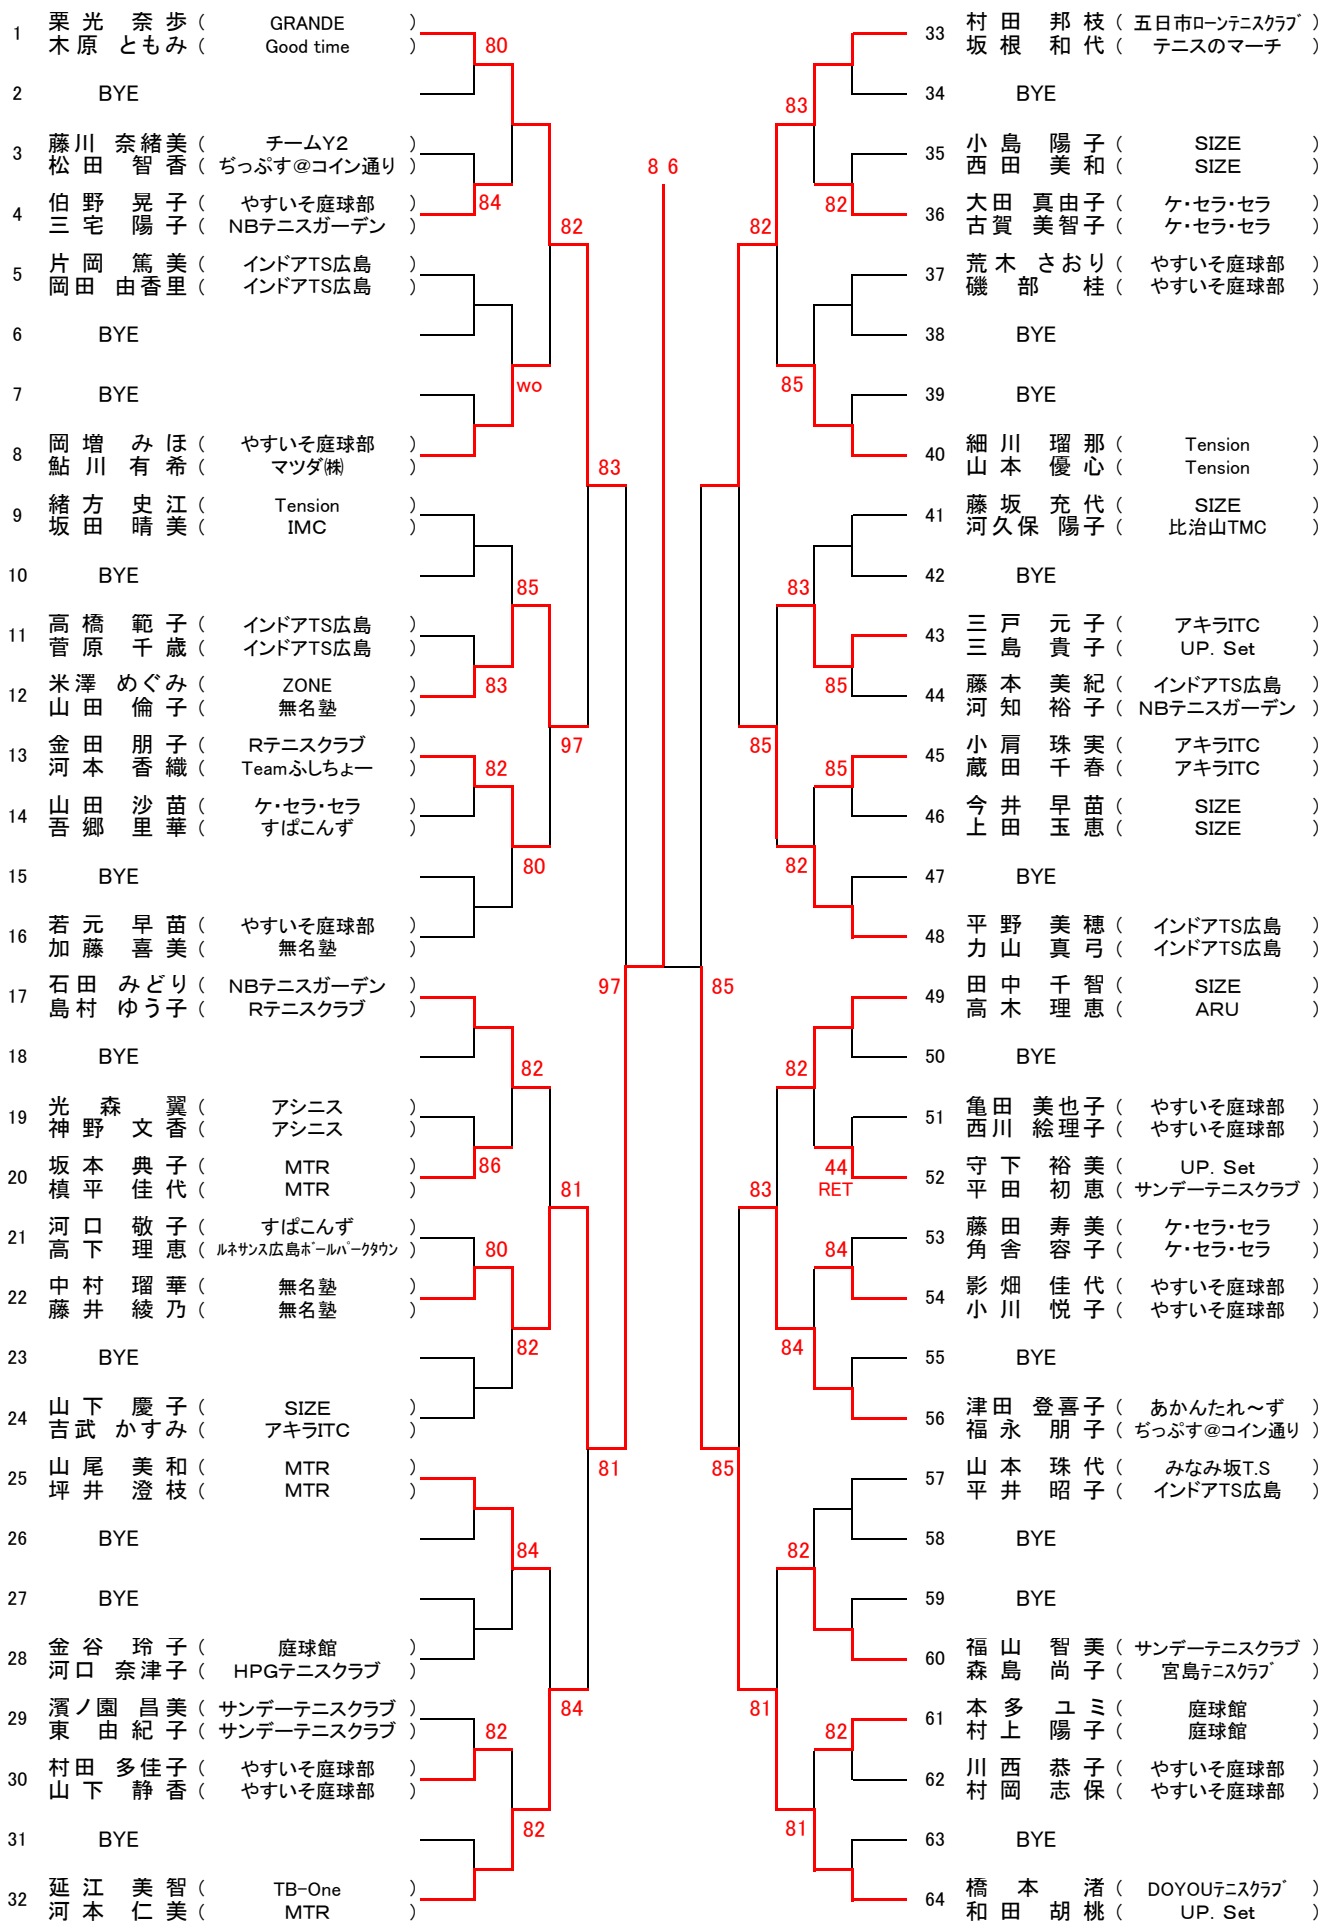 1 栗光 奈歩 ( GRANDE )
木原 ともみ ( Good time )
80
2 BYE
3 藤川 奈緒美 ( チームY2 )
松田 智香 ( ぢっぷす@コイン通り )
84
4 伯野 晃子 ( やすいそ庭球部 )
三宅 陽子 ( NBテニスガーデン )
82
5 片岡 篤美 ( インドアTS広島 )
岡田 由香里 ( インドアTS広島 )
6 BYE
wo
7 BYE
8 岡増 みほ ( やすいそ庭球部 )
鮎川 有希 ( マツダ㈱ )
83
9 緒方 史江 ( Tension )
坂田 晴美 ( IMC )
10 BYE
85
11 高橋 範子 ( インドアTS広島 )
菅原 千歳 ( インドアTS広島 )
83
12 米澤 めぐみ ( ZONE )
山田 倫子 ( 無名塾 )
97
13 金田 朋子 ( Rテニスクラブ )
河本 香織 ( Teamふしちょー )
82
14 山田 沙苗 ( ケ・セラ・セラ )
吾郷 里華 ( すぱこんず )
80
15 BYE
16 若元 早苗 ( やすいそ庭球部 )
加藤 喜美 ( 無名塾 )
97
17 石田 みどり ( NBテニスガーデン )
島村 ゆう子 ( Rテニスクラブ )
18 BYE
82
19 光森 翼 ( アシニス )
神野 文香 ( アシニス )
86
20 坂本 典子 ( MTR )
槙平 佳代 ( MTR )
81
21 河口 敬子 ( すぱこんず )
高下 理恵 ( ルネサンス広島ボールパークタウン )
80
22 中村 瑠華 ( 無名塾 )
藤井 綾乃 ( 無名塾 )
82
23 BYE
24 山下 慶子 ( SIZE )
吉武 かすみ ( アキラITC )
81
25 山尾 美和 ( MTR )
坪井 澄枝 ( MTR )
26 BYE
84
27 BYE
28 金谷 玲子 ( 庭球館 )
河口 奈津子 ( HPGテニスクラブ )
84
29 濱ノ園 昌美 ( サンデーテニスクラブ )
東 由紀子 ( サンデーテニスクラブ )
82
30 村田 多佳子 ( やすいそ庭球部 )
山下 静香 ( やすいそ庭球部 )
82
31 BYE
32 延江 美智 ( TB-One )
河本 仁美 ( MTR )
8 6
33 村田 邦枝 ( 五日市ローンテニスクラブ )
坂根 和代 ( テニスのマーチ )
34 BYE
83
35 小島 陽子 ( SIZE )
西田 美和 ( SIZE )
82
36 大田 真由子 ( ケ・セラ・セラ )
古賀 美智子 ( ケ・セラ・セラ )
82
37 荒木 さおり ( やすいそ庭球部 )
磯部 桂 ( やすいそ庭球部 )
38 BYE
85
39 BYE
40 細川 瑠那 ( Tension )
山本 優心 ( Tension )
41 藤坂 充代 ( SIZE )
河久保 陽子 ( 比治山TMC )
42 BYE
83
43 三戸 元子 ( アキラITC )
三島 貴子 ( UP. Set )
85
44 藤本 美紀 ( インドアTS広島 )
河知 裕子 ( NBテニスガーデン )
85
45 小肩 珠実 ( アキラITC )
蔵田 千春 ( アキラITC )
85
46 今井 早苗 ( SIZE )
上田 玉恵 ( SIZE )
82
47 BYE
48 平野 美穂 ( インドアTS広島 )
力山 真弓 ( インドアTS広島 )
85
49 田中 千智 ( SIZE )
高木 理恵 ( ARU )
50 BYE
82
51 亀田 美也子 ( やすいそ庭球部 )
西川 絵理子 ( やすいそ庭球部 )
44
RET
52 守下 裕美 ( UP. Set )
平田 初恵 ( サンデーテニスクラブ )
83
53 藤田 寿美 ( ケ・セラ・セラ )
角舎 容子 ( ケ・セラ・セラ )
84
54 影畑 佳代 ( やすいそ庭球部 )
小川 悦子 ( やすいそ庭球部 )
84
55 BYE
56 津田 登喜子 ( あかんたれ～ず )
福永 朋子 ( ぢっぷす@コイン通り )
85
57 山本 珠代 ( みなみ坂T.S )
平井 昭子 ( インドアTS広島 )
58 BYE
82
59 BYE
60 福山 智美 ( サンデーテニスクラブ )
森島 尚子 ( 宮島テニスクラブ )
81
61 本多 ユミ ( 庭球館 )
村上 陽子 ( 庭球館 )
82
62 川西 恭子 ( やすいそ庭球部 )
村岡 志保 ( やすいそ庭球部 )
81
63 BYE
64 橋本 渚 ( DOYOUテニスクラブ )
和田 胡桃 ( UP. Set )